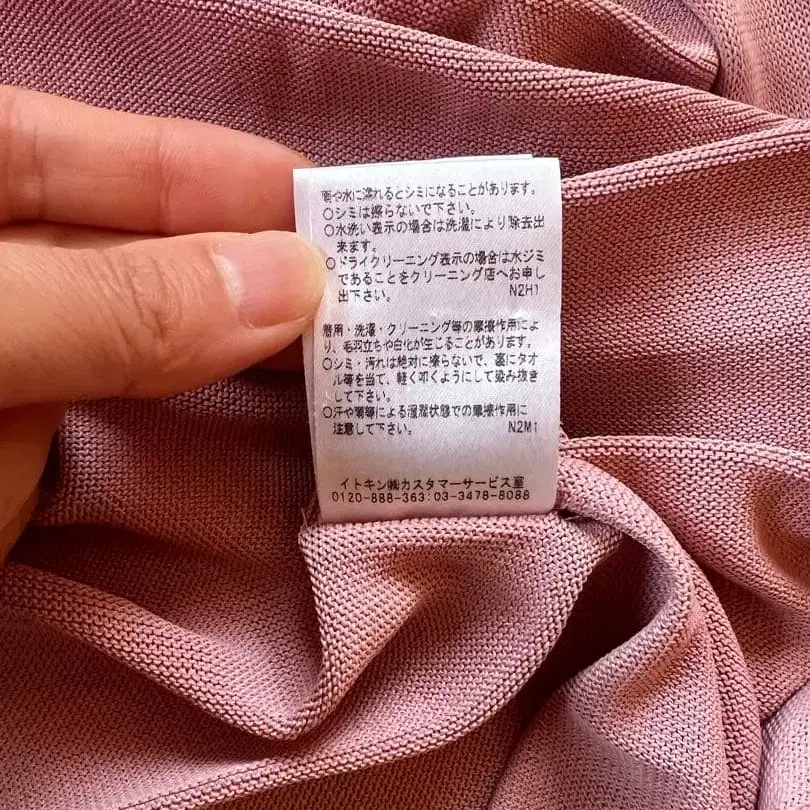 雨や水に濡れるとシミになることがあります。
○シミは擦らないで下さい。
○水洗い表示の場合は洗濯により除去出
来ます。
○ドライクリーニング表示の場合は水ジミ
であることをクリーニング店へお申し
出下さい。 N2H1
着用・洗濯・クリーニング等の摩擦作用によ
り、毛羽立ちや白化が生じることがあります。
○シミ・汚れは絶対に擦らないで、裏にタオ
ル等を当て、軽く叩くようにして染み抜き
して下さい。
○汗や雨等による湿潤状態での摩擦作用に
注意して下さい。 N2M1
イトキン㈱カスタマーサービス室
0120-888-363:03-3478-8088